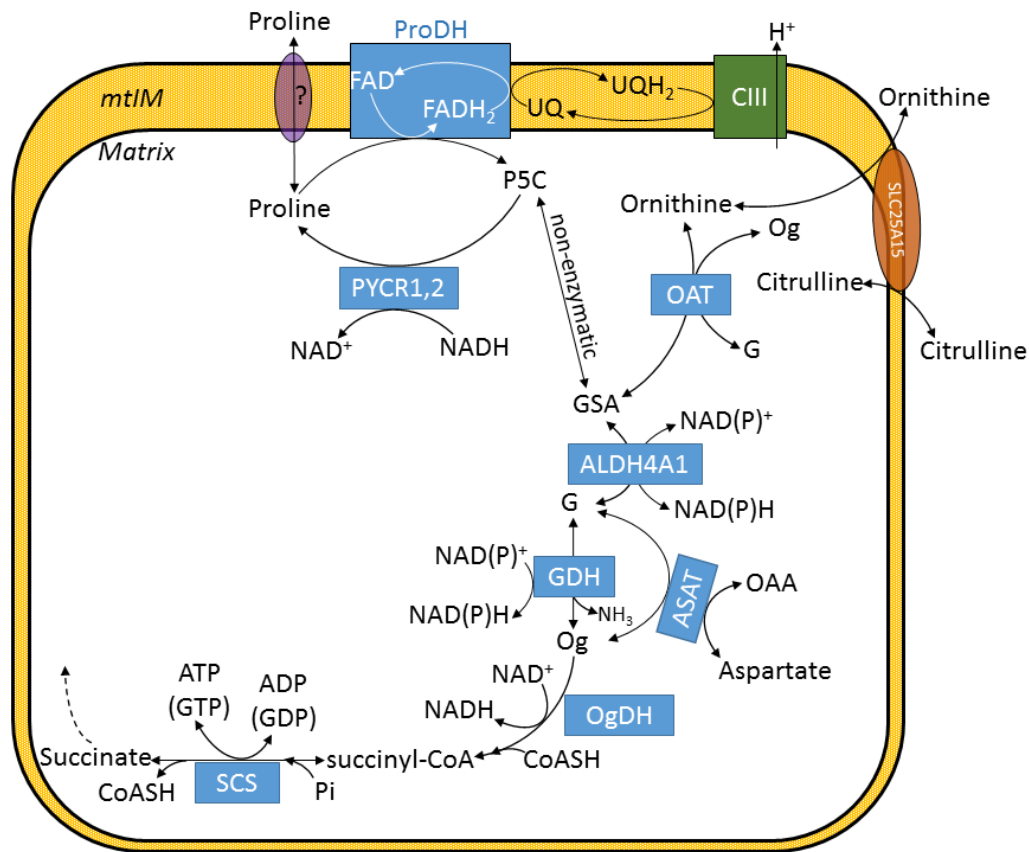 Proline
ProDH
H⁺
FAD
mtIM
?
FADH₂
UQ
UQH₂
CIII
Ornithine
Matrix
P5C
SLC25A15
Proline
Ornithine
Og
non-enzymatic
PYCR1,2
OAT
Citrulline
NAD⁺
NADH
G
Citrulline
GSA
NAD(P)⁺
ALDH4A1
G
NAD(P)H
NAD(P)⁺
GDH
ASAT
OAA
NAD(P)H
NH₃
Og
Aspartate
ATP
(GTP)
ADP
(GDP)
NAD⁺
NADH
OgDH
Succinate
succinyl-CoA
CoASH
CoASH
SCS
Pi